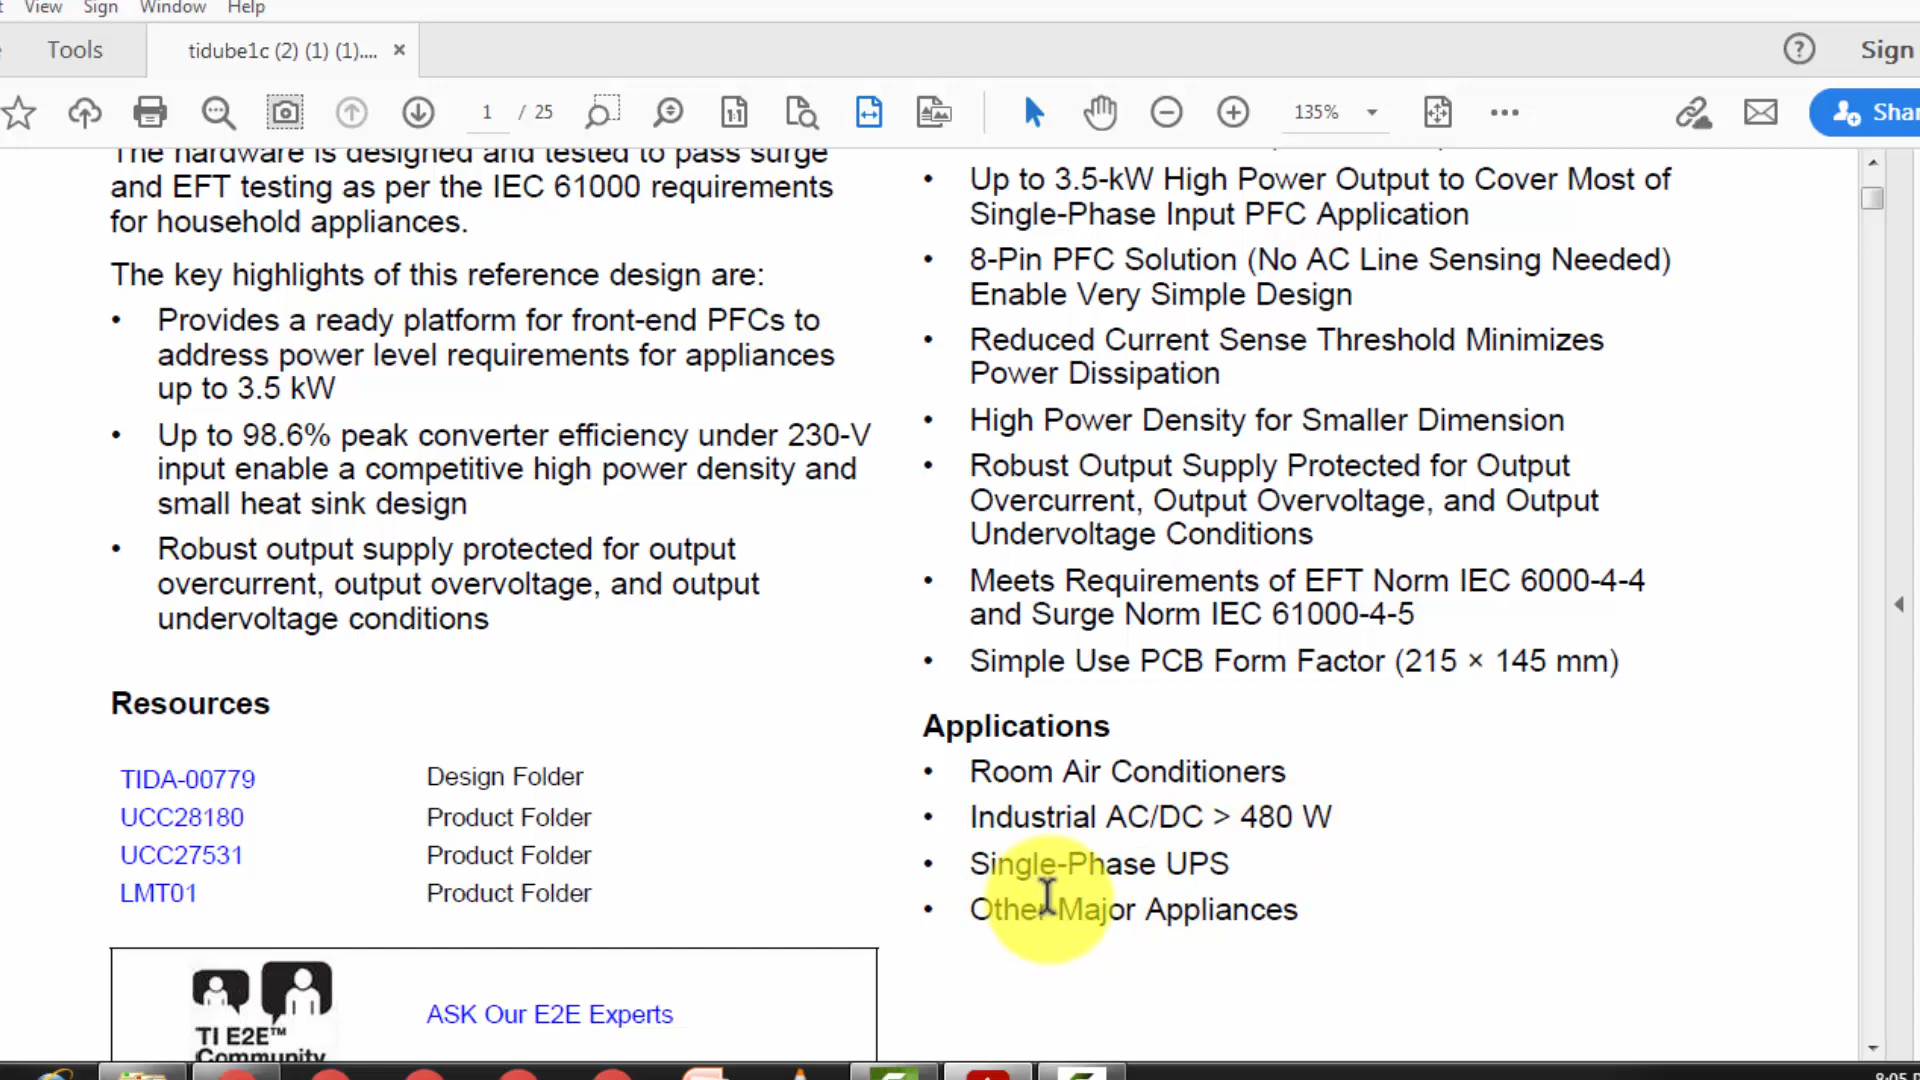 View Sign Window Help
Tools
tidube1c (2) (1) (1)....
Sign
1 / 25
135%
Shar
The hardware is designed and tested to pass surge
and EFT testing as per the IEC 61000 requirements
for household appliances.
The key highlights of this reference design are:
• Provides a ready platform for front-end PFCs to
address power level requirements for appliances
up to 3.5 kW
• Up to 98.6% peak converter efficiency under 230-V
input enable a competitive high power density and
small heat sink design
• Robust output supply protected for output
overcurrent, output overvoltage, and output
undervoltage conditions
Resources
TIDA-00779 Design Folder
UCC28180 Product Folder
UCC27531 Product Folder
LMT01 Product Folder
TI E2E™
Community
ASK Our E2E Experts
• Up to 3.5-kW High Power Output to Cover Most of
Single-Phase Input PFC Application
• 8-Pin PFC Solution (No AC Line Sensing Needed)
Enable Very Simple Design
• Reduced Current Sense Threshold Minimizes
Power Dissipation
• High Power Density for Smaller Dimension
• Robust Output Supply Protected for Output
Overcurrent, Output Overvoltage, and Output
Undervoltage Conditions
• Meets Requirements of EFT Norm IEC 6000-4-4
and Surge Norm IEC 61000-4-5
• Simple Use PCB Form Factor (215 × 145 mm)
Applications
• Room Air Conditioners
• Industrial AC/DC > 480 W
• Single-Phase UPS
• Other Major Appliances